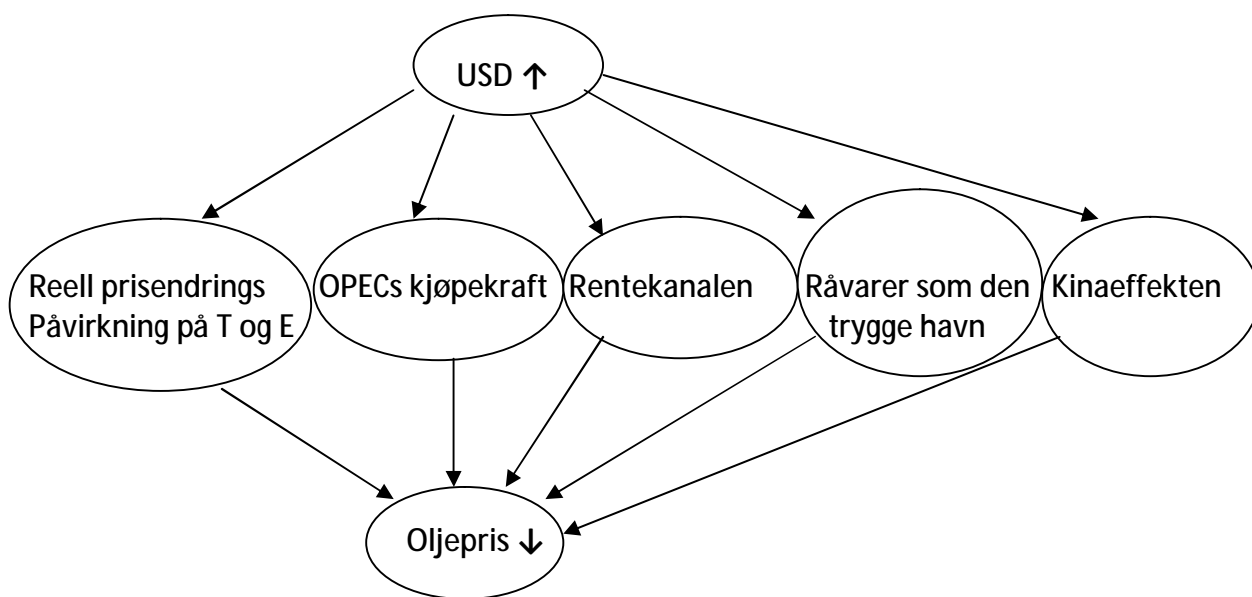 USD ↑
Reell prisendrings
Påvirkning på T og E
OPECs kjøpekraft
Rentekanalen
Råvarer som den
trygge havn
Kinaeffekten
Oljepris ↓